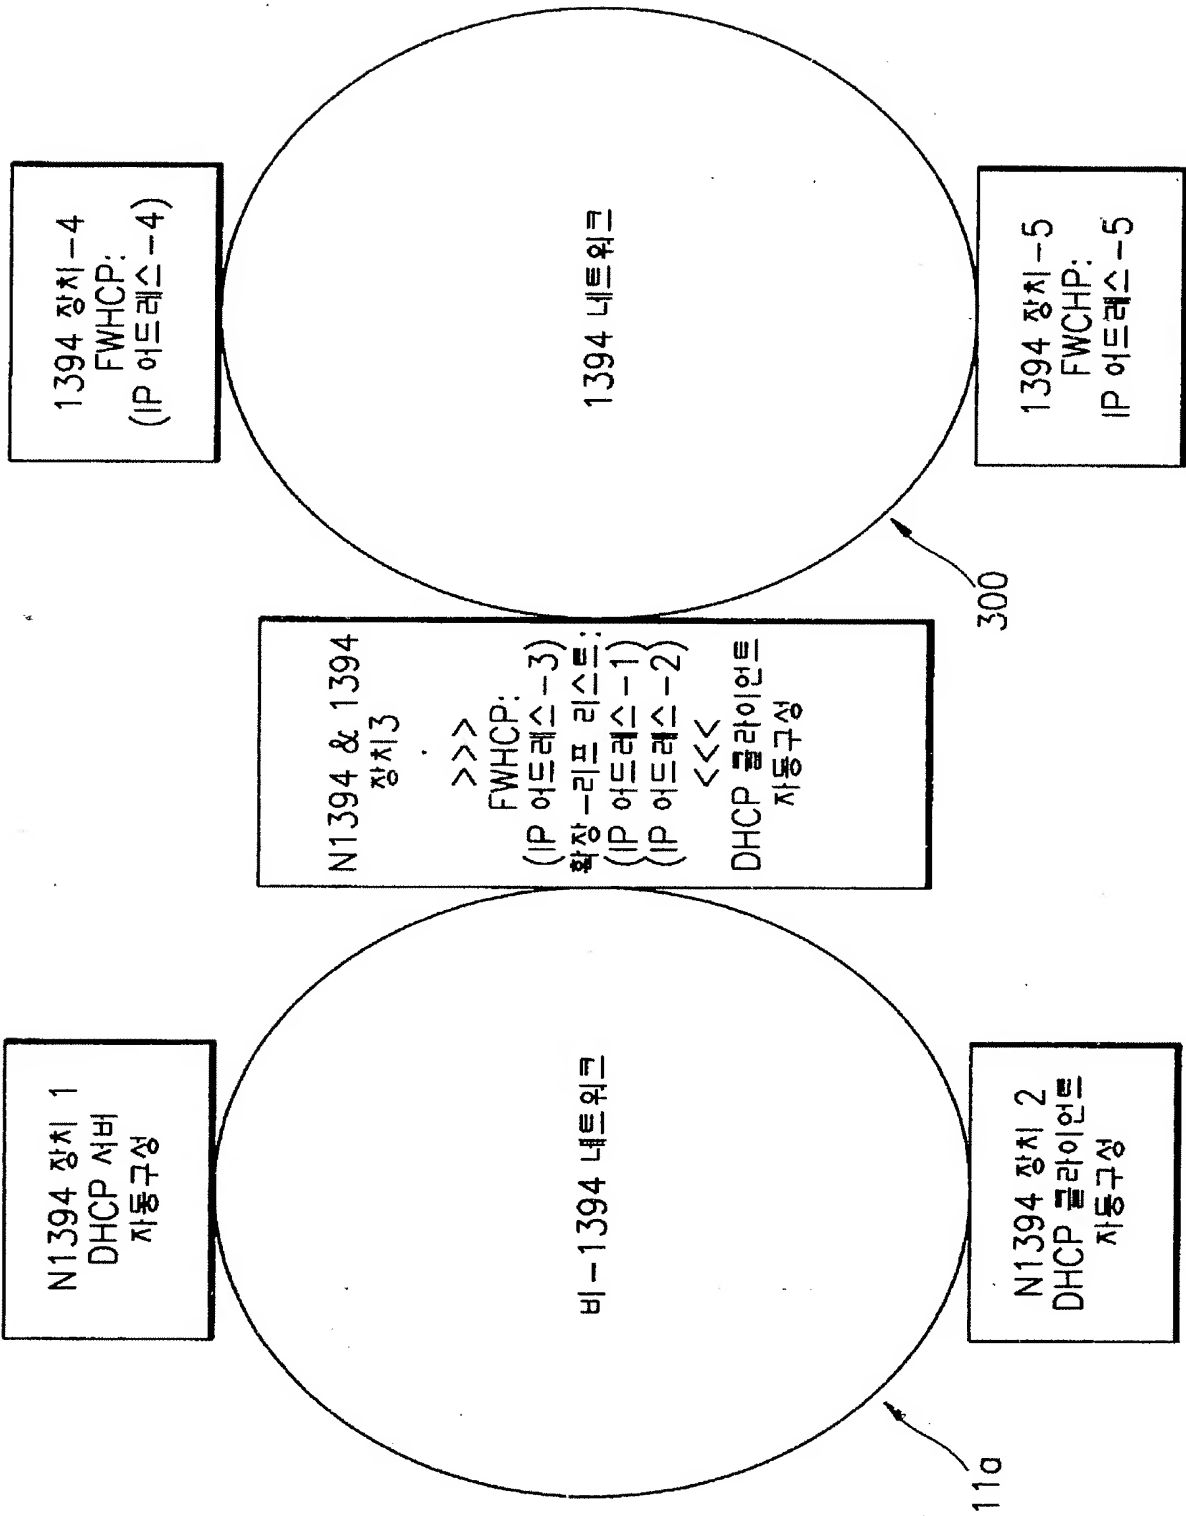 N1394 장치 1
DHCP 서버
자동구성
비-1394 네트워크
N1394 장치 2
DHCP 클라이언트
자동구성
11a
N1394 & 1394
장치3
>>>
FWHCP:
(IP 어드레스-3)
확장-리프 리스트:
(IP 어드레스-1)
(IP 어드레스-2)
<<<
DHCP 클라이언트
자동구성
1394 장치-4
FWHCP:
(IP 어드레스-4)
1394 네트워크
300
1394 장치-5
FWCHP:
IP 어드레스-5